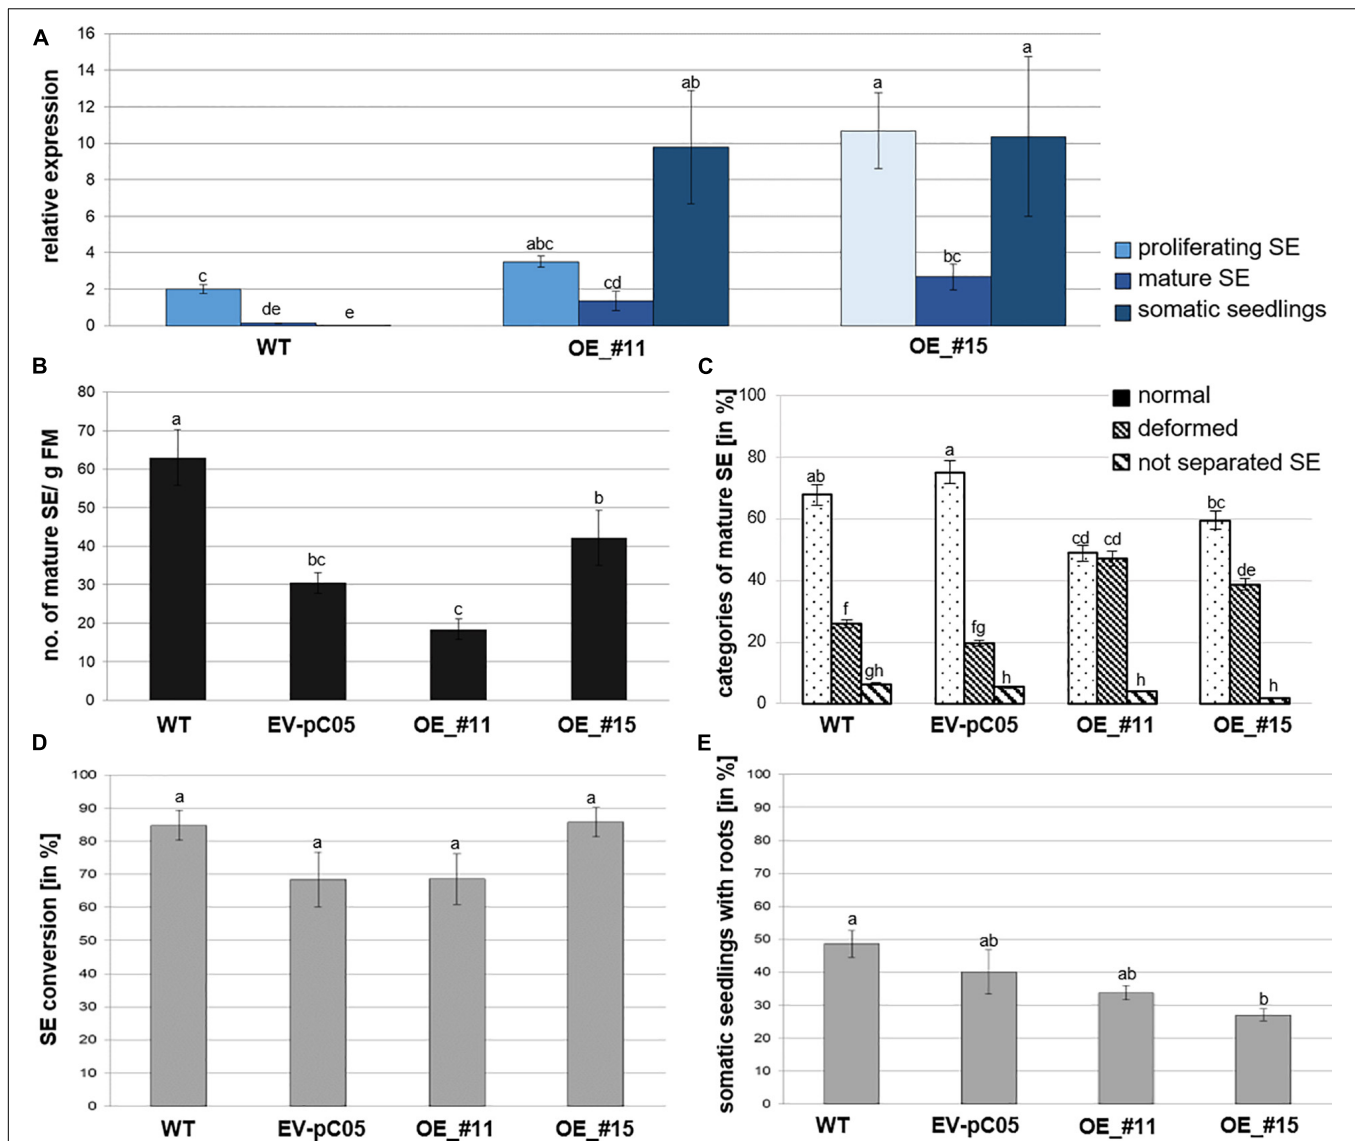 A
relative expression
16
14
12
10
8
6
4
2
0
c
de
e
abc
cd
ab
a
bc
a
WT
OE_#11
OE_#15
proliferating SE
mature SE
somatic seedlings
B
no. of mature SE/ g FM
80
70
60
50
40
30
20
10
0
a
bc
c
b
WT
EV-pC05
OE_#11
OE_#15
C
categories of mature SE [in %]
100
80
60
40
20
0
normal
deformed
not separated SE
ab
f
gh
a
fg
h
cd
cd
h
bc
de
h
WT
EV-pC05
OE_#11
OE_#15
D
SE conversion [in %]
100
90
80
70
60
50
40
30
20
10
0
a
a
a
a
WT
EV-pC05
OE_#11
OE_#15
E
somatic seedlings with roots [in %]
100
90
80
70
60
50
40
30
20
10
0
a
ab
ab
b
WT
EV-pC05
OE_#11
OE_#15